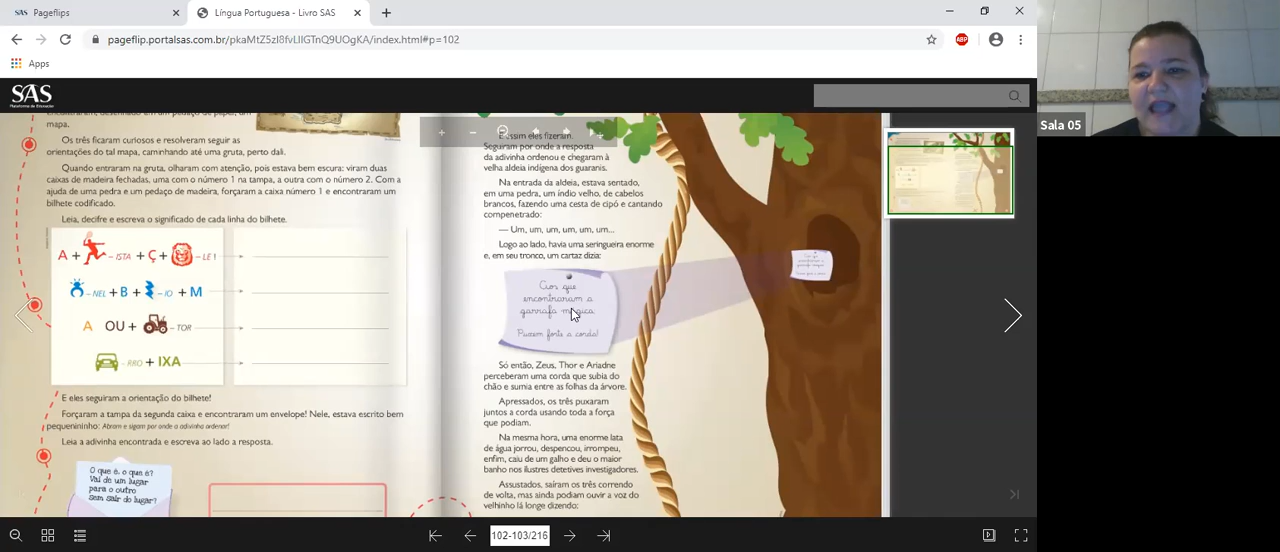 Pageflips
Língua Portuguesa - Livro SAS
pageflip.portalsas.com.br/pkaMtZ5zI8fvLIIGTnQ9UOgKA/index.html#p=102
Apps
SAS
Plataforma de Educação
Sala 05
mapa.
Os três ficaram curiosos e resolveram seguir as
orientações do tal mapa, caminhando até uma gruta, perto dali.
Quando entraram na gruta, olharam com atenção, pois estava bem escura: viram duas
caixas de madeira fechadas, uma com o número 1 na tampa, a outra com o número 2. Com a
ajuda de uma pedra e um pedaço de madeira, forçaram a caixa número 1 e encontraram um
bilhete codificado.
Leia, decifre e escreva o significado de cada linha do bilhete.
A + - ISTA + Ç + - LE !
- NEL + B + - IO + M
A OU + - TOR
- RRO + IXA
E eles seguiram a orientação do bilhete!
Forçaram a tampa da segunda caixa e encontraram um envelope! Nele, estava escrito bem
pequenininho: Abram e sigam por onde a adivinha ordenar!
Leia a adivinha encontrada e escreva ao lado a resposta.
O que é, o que é?
Vai de um lugar
para o outro
sem sair do lugar?
E assim eles fizeram.
Seguiram por onde a resposta
da adivinha ordenou e chegaram à
velha aldeia indígena dos guaranis.
Na entrada da aldeia, estava sentado,
em uma pedra, um índio velho, de cabelos
brancos, fazendo uma cesta de cipó e cantando
compenetrado:
— Um, um, um, um, um, um...
Logo ao lado, havia uma seringueira enorme
e, em seu tronco, um cartaz dizia:
Aos que
encontraram a
garrafa mágica
Puxem forte a corda!
Só então, Zeus, Thor e Ariadne
perceberam uma corda que subia do
chão e sumia entre as folhas da árvore.
Apressados, os três puxaram
juntos a corda usando toda a força
que podiam.
Na mesma hora, uma enorme lata
de água jorrou, despencou, irrompeu,
enfim, caiu de um galho e deu o maior
banho nos ilustres detetives investigadores.
Assustados, saíram os três correndo
de volta, mas ainda podiam ouvir a voz do
velhinho lá longe dizendo:
102-103/216